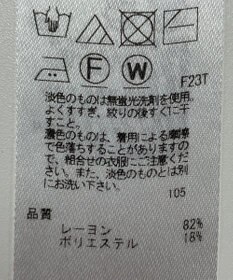 F W
F23T
淡色のものは無蛍光洗剤を使用。
よくすすぎ、絞りの後すぐに干
すこと。
濃色のものは、着用による摩擦
で色落ちすることがありますの
で、組合せの衣服にご注意くださ
い。また、淡色のものとは別
にお洗い下さい。
105
品質
レーヨン 82%
ポリエステル 18%